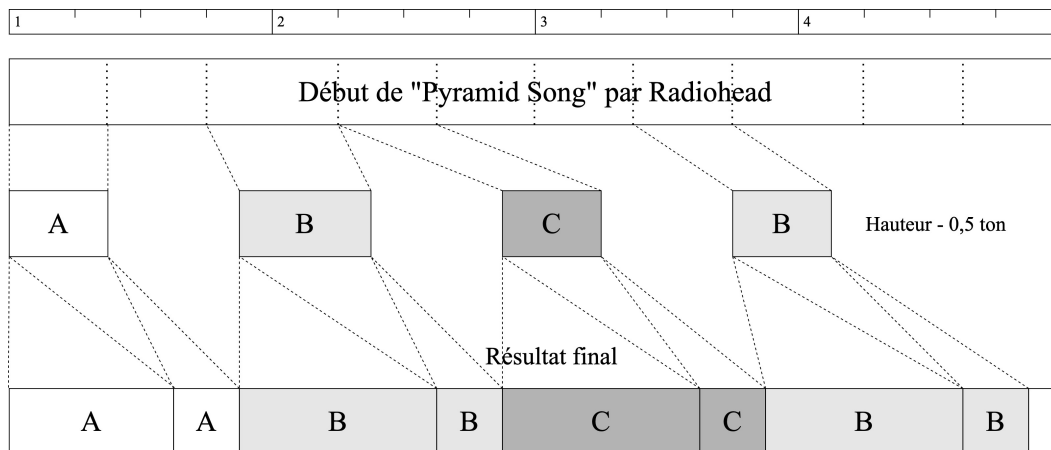 1 2 3 4
Début de "Pyramid Song" par Radiohead
A B C B Hauteur - 0,5 ton
Résultat final
A A B B C C B B